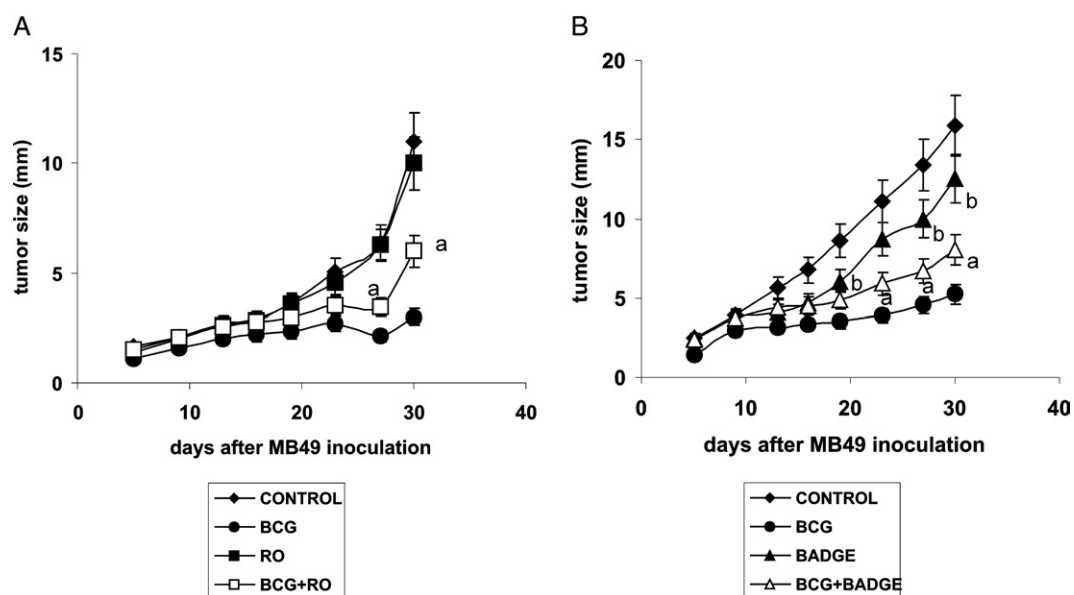 A
15
10
5
0
tumor size (mm)
a
a
0
10
20
30
40
days after MB49 inoculation
CONTROL
BCG
RO
BCG+RO
B
20
15
10
5
0
tumor size (mm)
b
b
b
a
a
a
0
10
20
30
40
days after MB49 inoculation
CONTROL
BCG
BADGE
BCG+BADGE